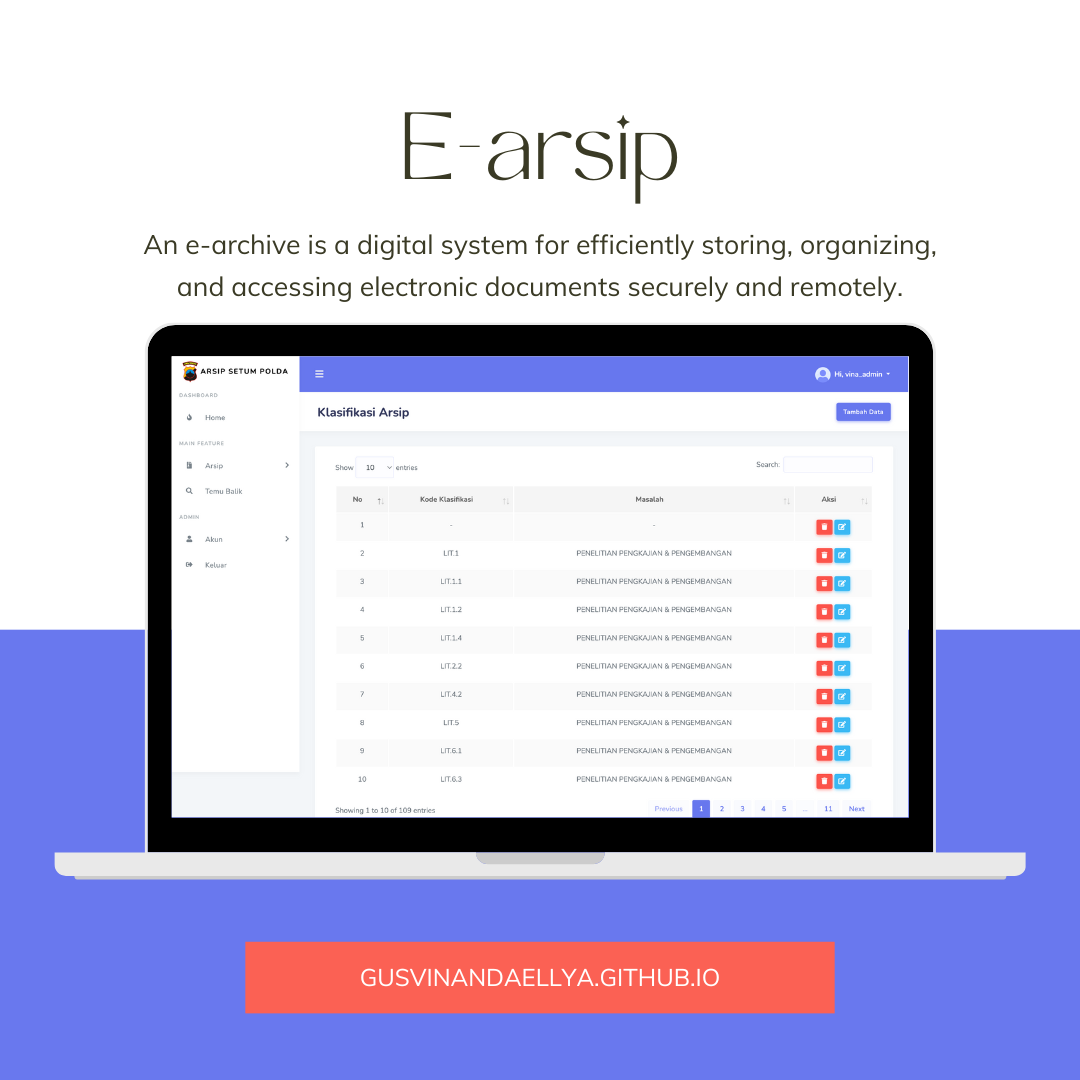 E-arsip
An e-archive is a digital system for efficiently storing, organizing,
and accessing electronic documents securely and remotely.
ARSIP SETUM POLDA
Hi, vina_admin
DASHBOARD
Home
MAIN FEATURE
Arsip
Temu Balik
ADMIN
Akun
Keluar
Klasifikasi Arsip
Tambah Data
Show 10 entries
Search:
No Kode Klasifikasi Masalah Aksi
1 - -
2 LIT.1 PENELITIAN PENGKAJIAN & PENGEMBANGAN
3 LIT.1.1 PENELITIAN PENGKAJIAN & PENGEMBANGAN
4 LIT.1.2 PENELITIAN PENGKAJIAN & PENGEMBANGAN
5 LIT.1.4 PENELITIAN PENGKAJIAN & PENGEMBANGAN
6 LIT.2.2 PENELITIAN PENGKAJIAN & PENGEMBANGAN
7 LIT.4.2 PENELITIAN PENGKAJIAN & PENGEMBANGAN
8 LIT.5 PENELITIAN PENGKAJIAN & PENGEMBANGAN
9 LIT.6.1 PENELITIAN PENGKAJIAN & PENGEMBANGAN
10 LIT.6.3 PENELITIAN PENGKAJIAN & PENGEMBANGAN
Showing 1 to 10 of 109 entries
Previous 1 2 3 4 5 ... 11 Next
GUSVINANDAELLYA.GITHUB.IO